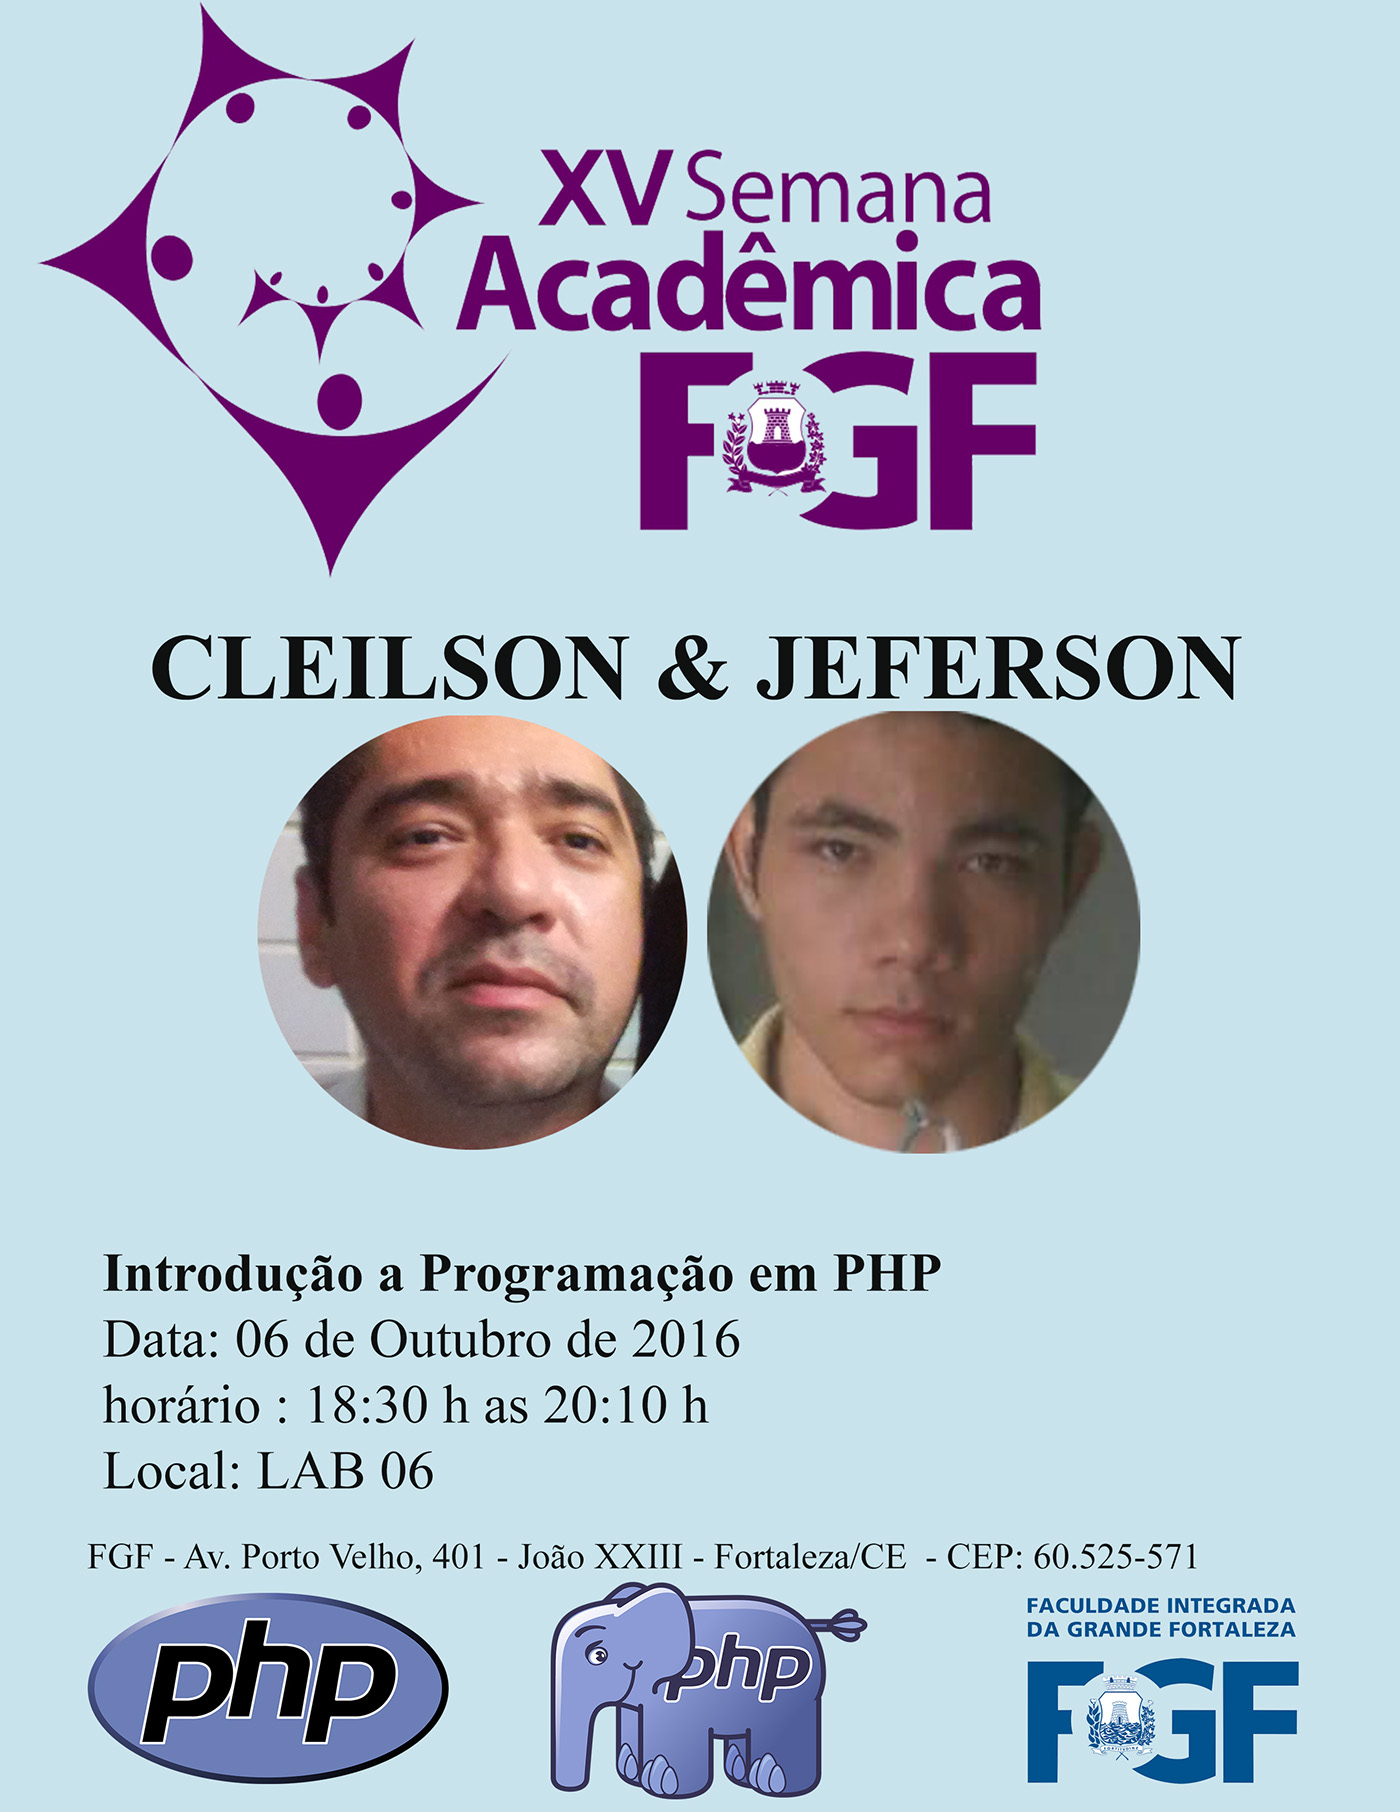 XV Semana
Acadêmica
FGF
CLEILSON & JEFERSON
Introdução a Programação em PHP
Data: 06 de Outubro de 2016
horário : 18:30 h as 20:10 h
Local: LAB 06
FGF - Av. Porto Velho, 401 - João XXIII - Fortaleza/CE - CEP: 60.525-571
php
php
FACULDADE INTEGRADA
DA GRANDE FORTALEZA
FGF